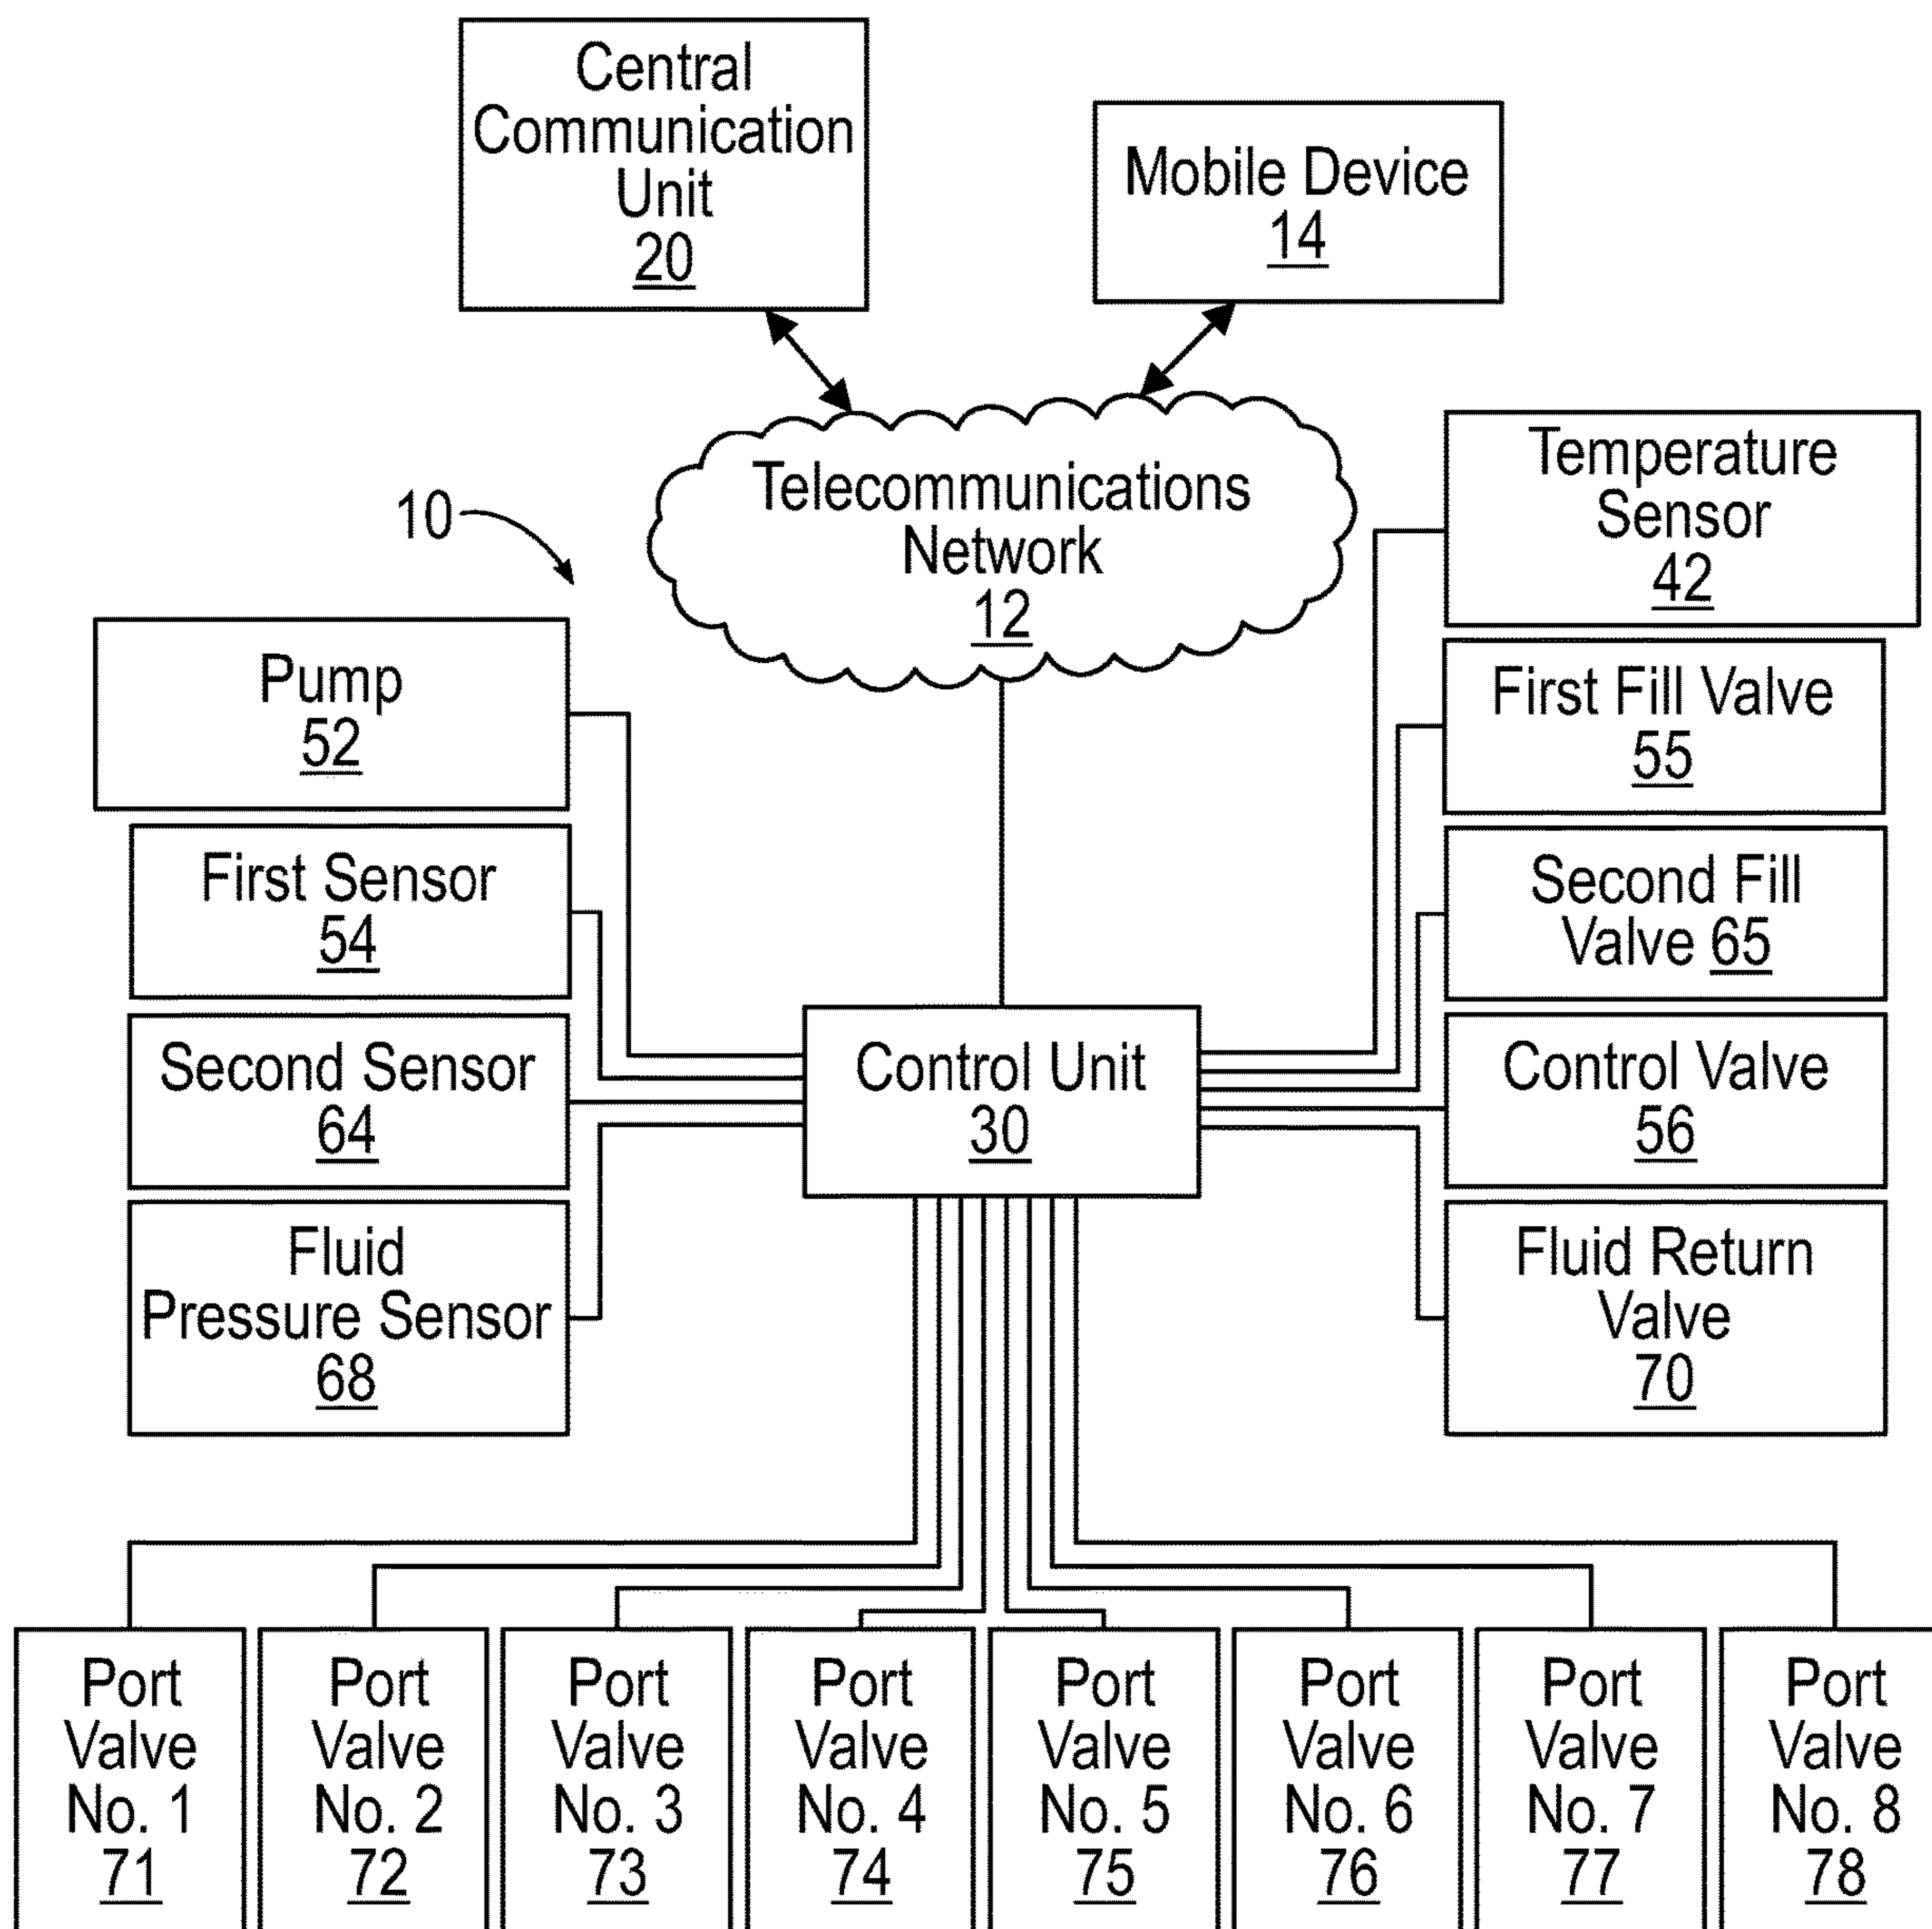 Central
Communication
Unit
20
Mobile Device
14
Telecommunications
Network
12
10
Pump
52
First Sensor
54
Second Sensor
64
Fluid
Pressure Sensor
68
Control Unit
30
Temperature
Sensor
42
First Fill Valve
55
Second Fill
Valve 65
Control Valve
56
Fluid Return
Valve
70
Port
Valve
No. 1
71
Port
Valve
No. 2
72
Port
Valve
No. 3
73
Port
Valve
No. 4
74
Port
Valve
No. 5
75
Port
Valve
No. 6
76
Port
Valve
No. 7
77
Port
Valve
No. 8
78